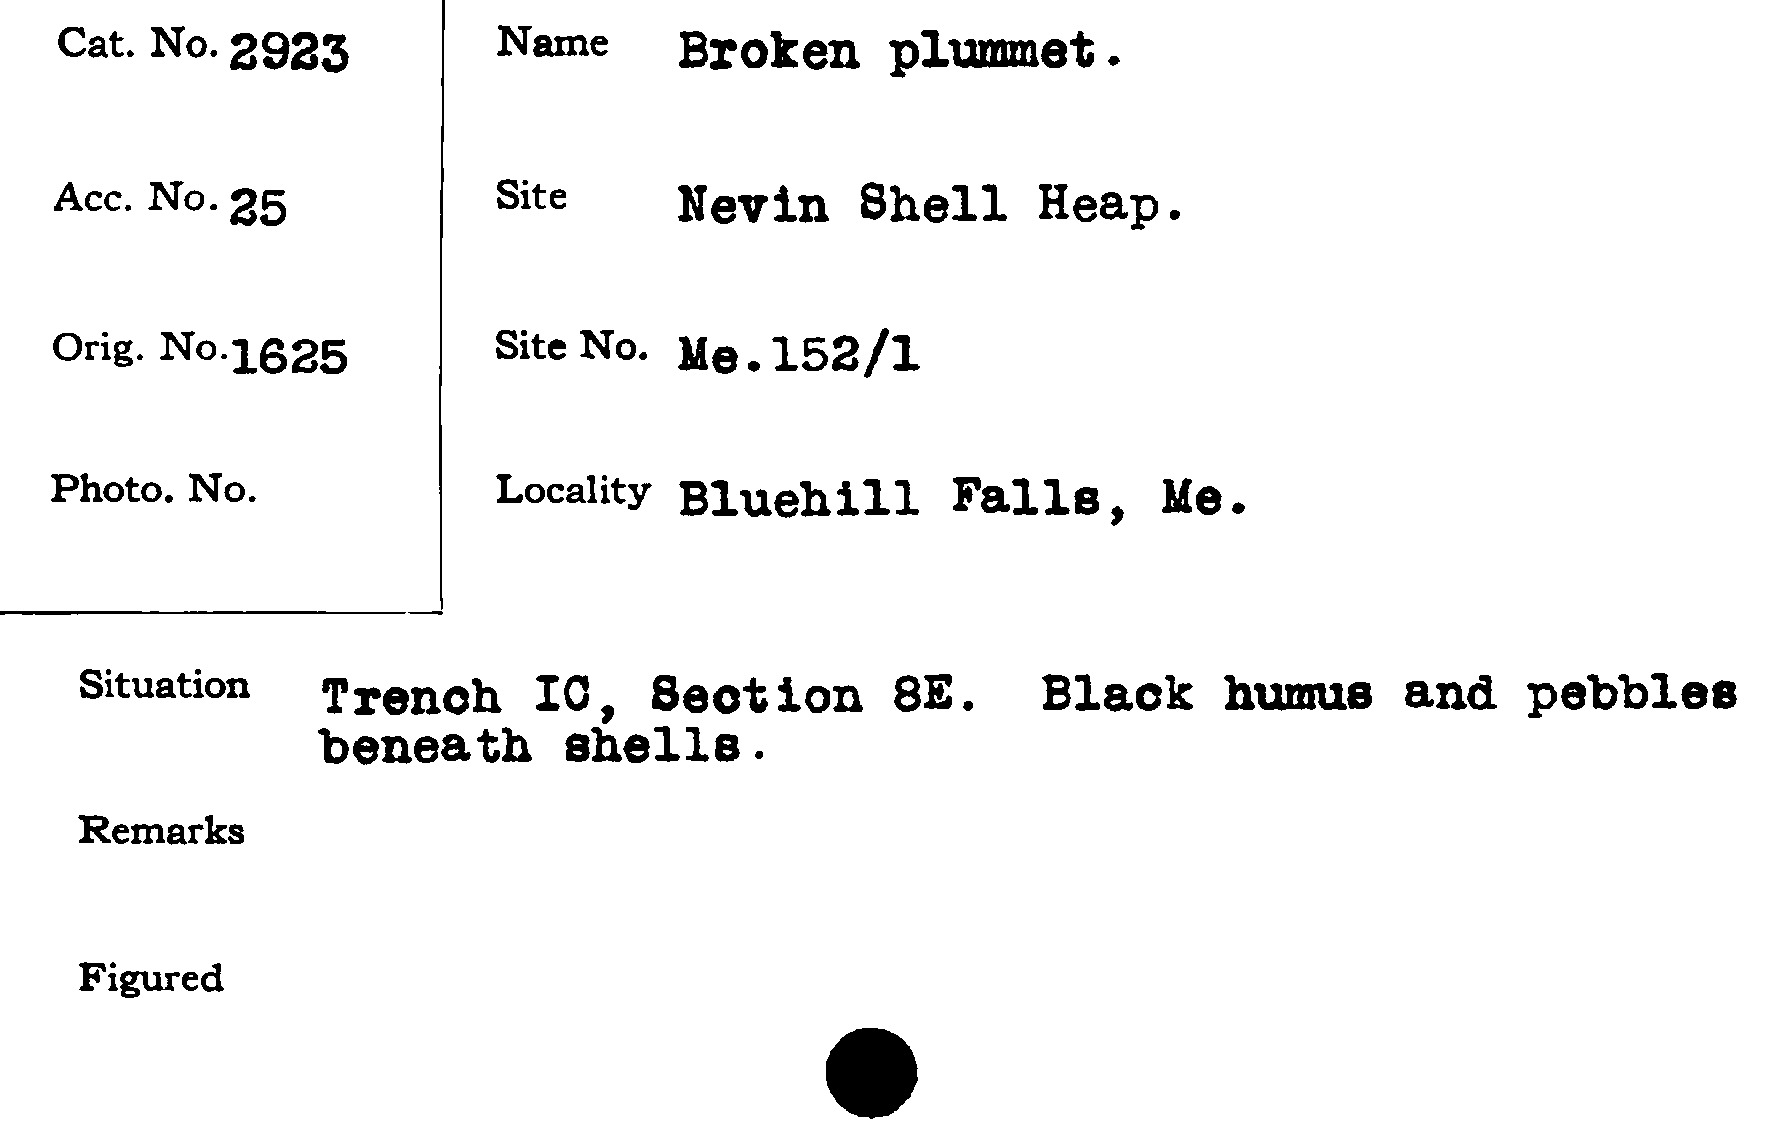 Cat. No. 2923
Name Broken plummet.
Acc. No. 25
Site Nevin Shell Heap.
Orig. No. 1625
Site No. Me.152/1
Photo. No.
Locality Bluehill Falls, Me.
Situation Trench IC, Section 8E. Black humus and pebbles
beneath shells.
Remarks
Figured